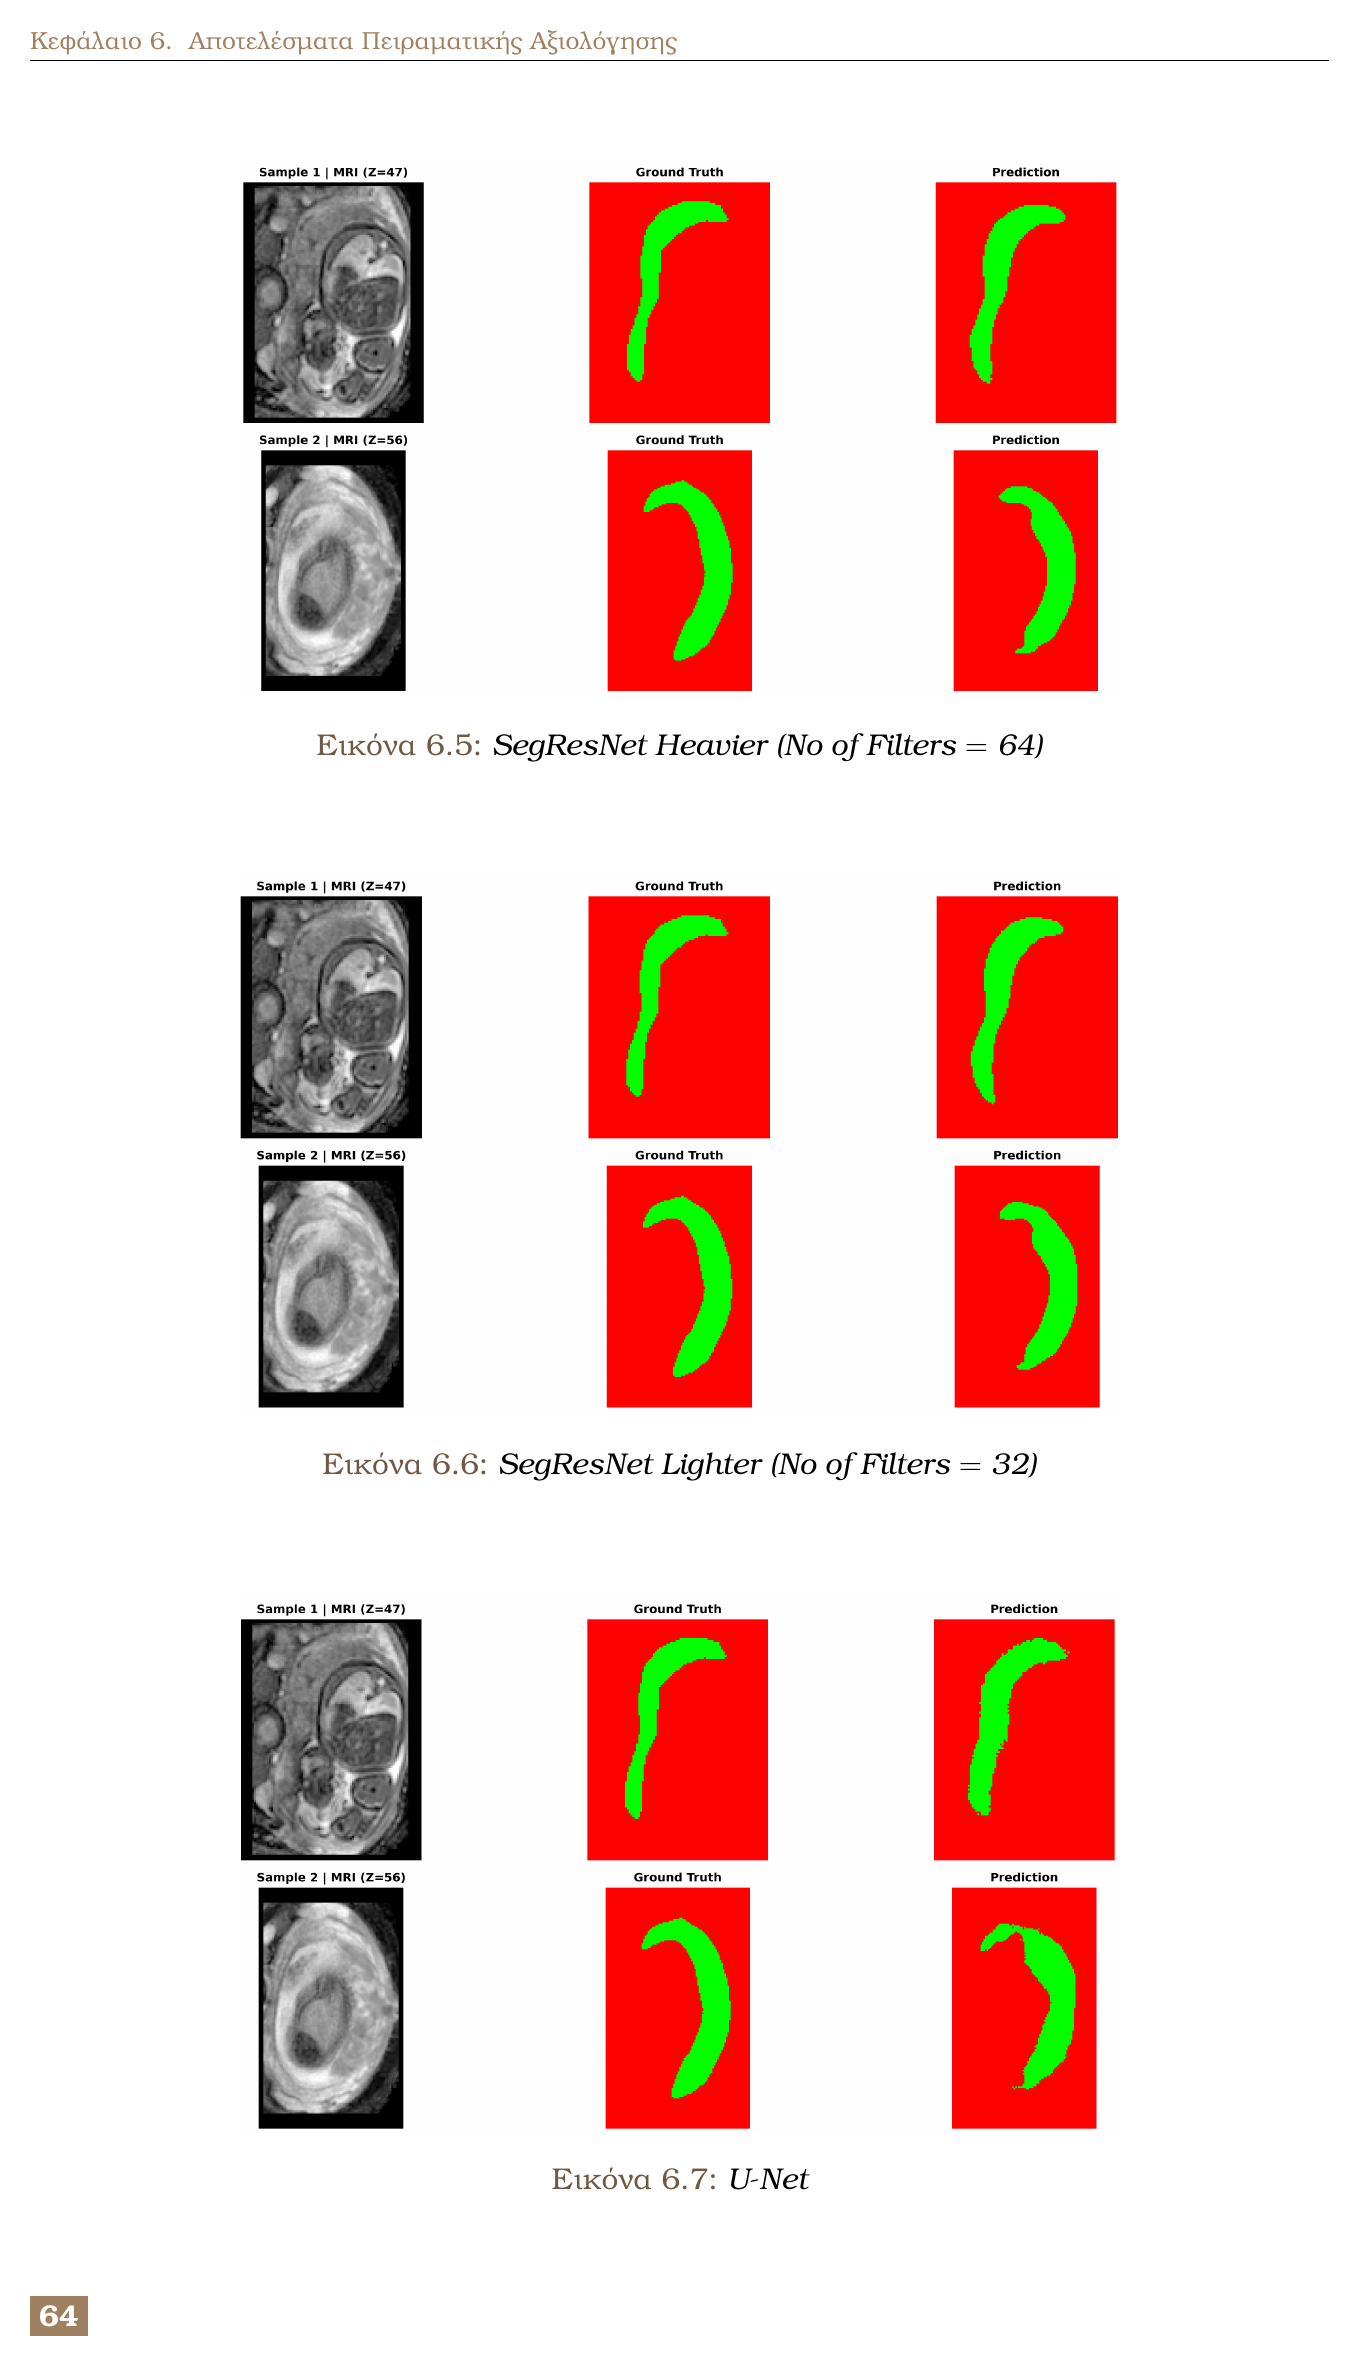 Κεφάλαιο 6. Αποτελέσματα Πειραματικής Αξιολόγησης
Sample 1 | MRI (Z=47) Ground Truth Prediction
Sample 2 | MRI (Z=56) Ground Truth Prediction
Εικόνα 6.5: SegResNet Heavier (No of Filters = 64)
Sample 1 | MRI (Z=47) Ground Truth Prediction
Sample 2 | MRI (Z=56) Ground Truth Prediction
Εικόνα 6.6: SegResNet Lighter (No of Filters = 32)
Sample 1 | MRI (Z=47) Ground Truth Prediction
Sample 2 | MRI (Z=56) Ground Truth Prediction
Εικόνα 6.7: U-Net
64